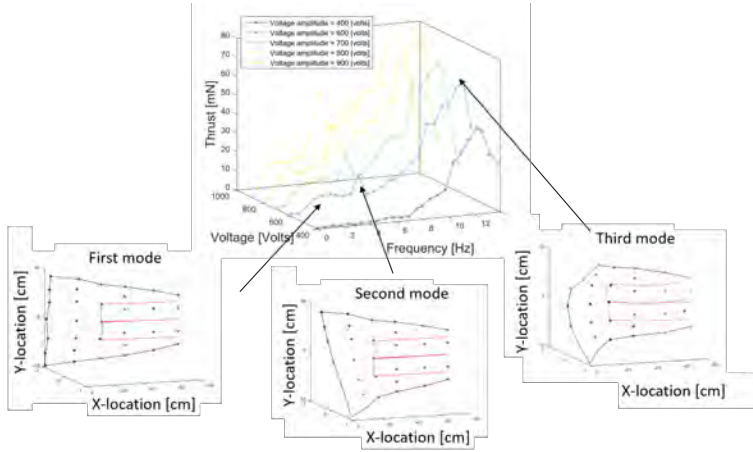 Voltage amplitude = 400 [volts]
Voltage amplitude = 600 [volts]
Voltage amplitude = 700 [volts]
Voltage amplitude = 800 [volts]
Voltage amplitude = 900 [volts]
80
70
60
50
40
30
20
10
0
Thrust [mN]
1000
800
600
400
Voltage [Volts]
0 2 4 6 8 10 12
Frequency [Hz]
First mode
Y-location [cm]
X-location [cm]
Second mode
Y-location [cm]
X-location [cm]
Third mode
Y-location [cm]
X-location [cm]